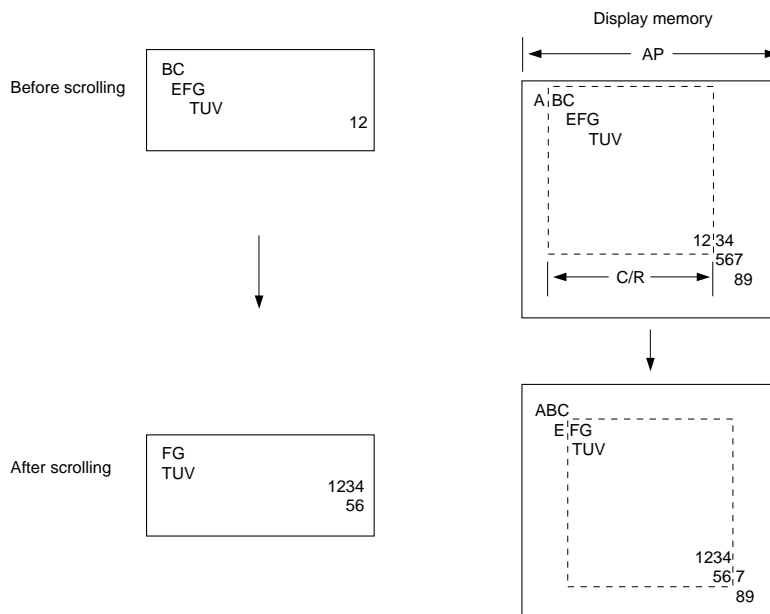 Display memory
AP
Before scrolling
BC
EFG
TUV
12
A BC
EFG
TUV
12 34
567
89
C/R
After scrolling
FG
TUV
1234
56
ABC
E FG
TUV
1234
56 7
89